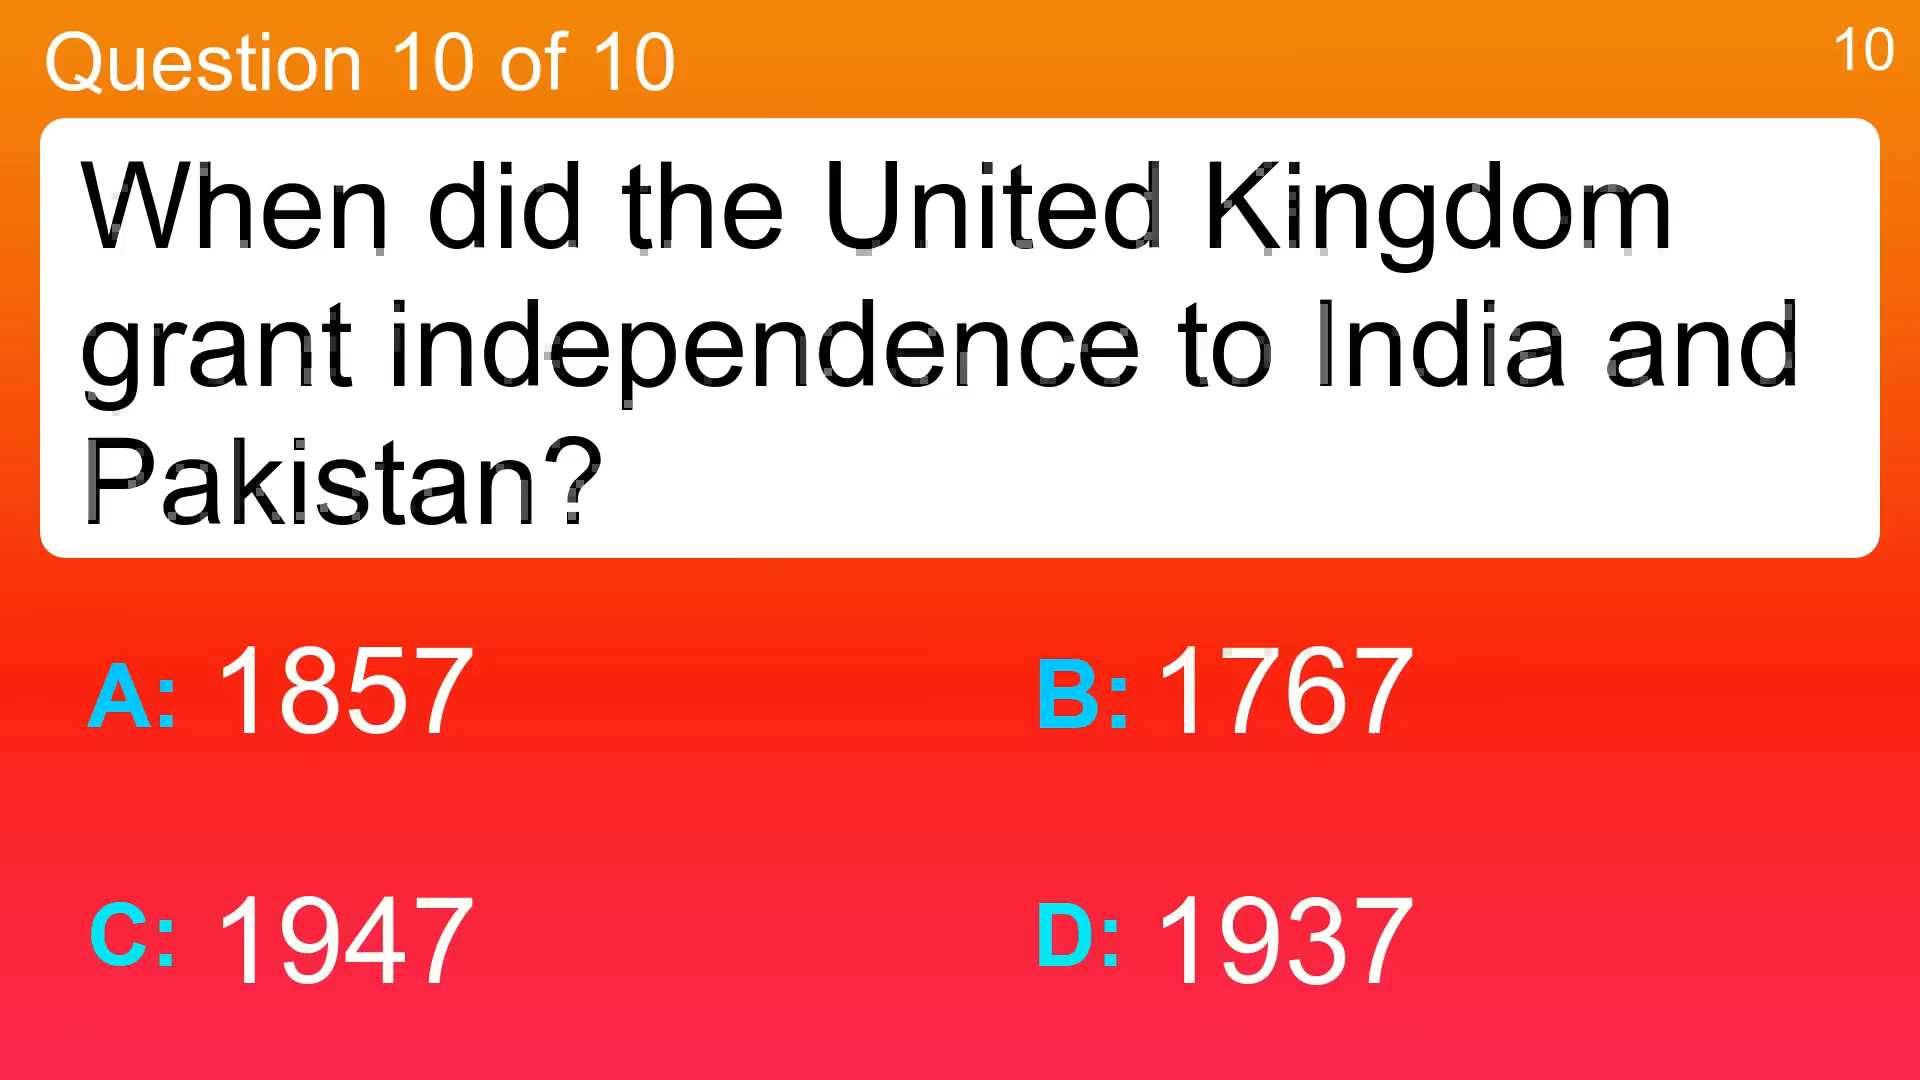 Question 10 of 10
10
When did the United Kingdom
grant independence to India and
Pakistan?
A: 1857
B: 1767
C: 1947
D: 1937